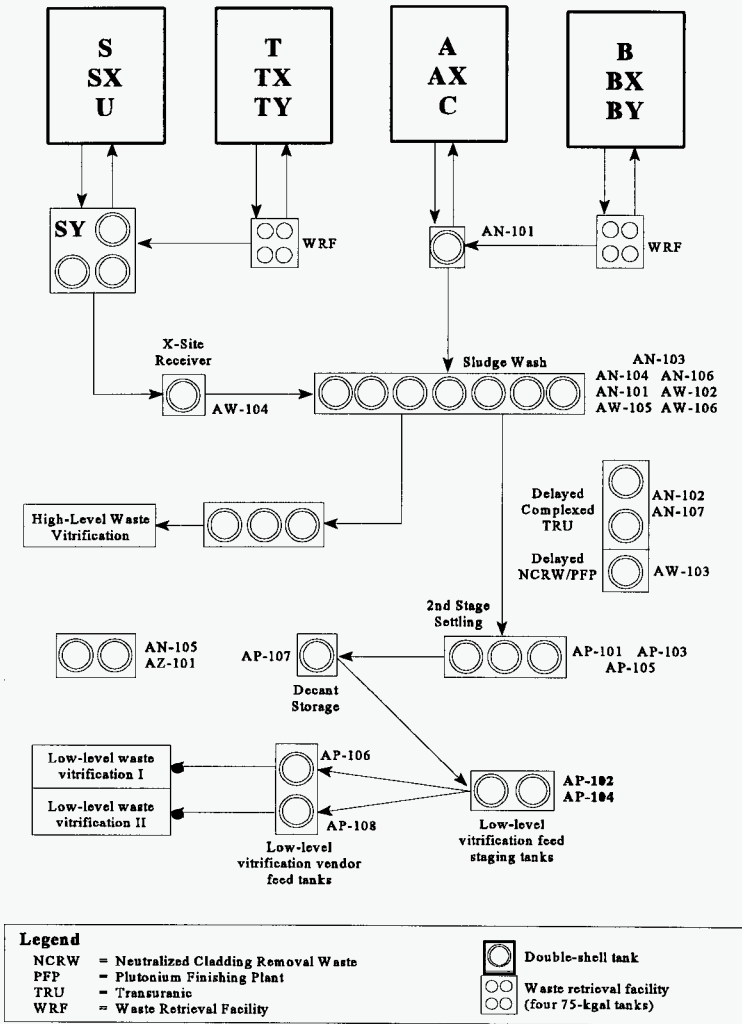 S
SX
U
T
TX
TY
A
AX
C
B
BX
BY
SY
WRF
AN-101
WRF
X-Site
Receiver
AW-104
Sludge Wash
AN-103
AN-104 AN-106
AN-101 AW-102
AW-105 AW-106
High-Level Waste
Vitrification
Delayed
Complexed
TRU
AN-102
AN-107
Delayed
NCRW/PFP
AW-103
2nd Stage
Settling
AN-105
AZ-101
AP-107
Decant
Storage
AP-101 AP-103
AP-105
Low-level waste
vitrification I
Low-level waste
vitrification II
AP-106
AP-108
Low-level
vitrification vendor
feed tanks
AP-102
AP-104
Low-level
vitrification feed
staging tanks
Legend
NCRW = Neutralized Cladding Removal Waste
PFP = Plutonium Finishing Plant
TRU = Transuranic
WRF = Waste Retrieval Facility
Double-shell tank
Waste retrieval facility
(four 75-kgal tanks)